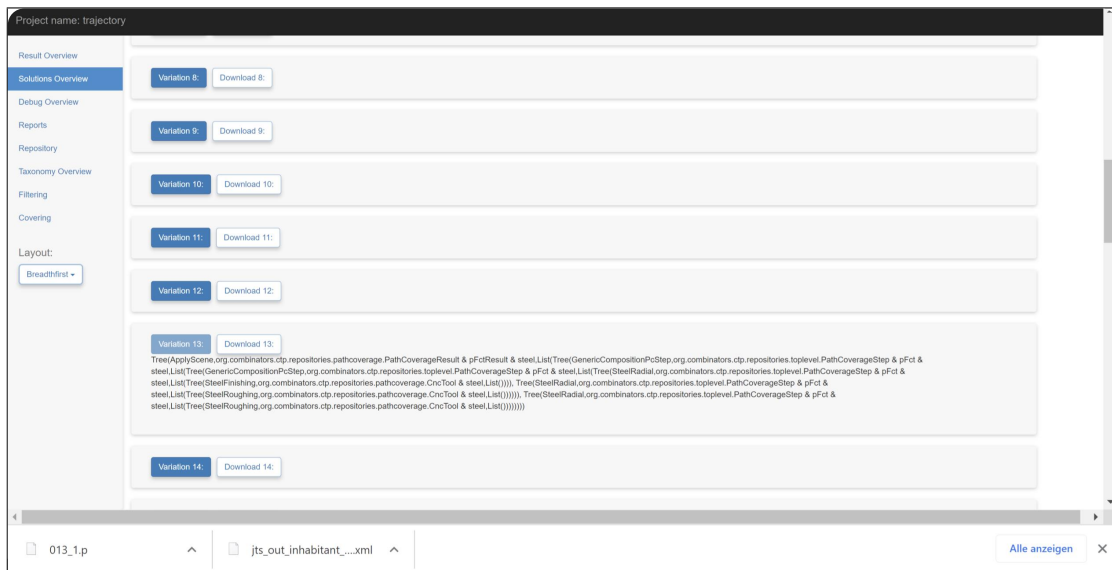 Project name: trajectory
Result Overview
Solutions Overview
Debug Overview
Reports
Repository
Taxonomy Overview
Filtering
Covering
Layout:
Breadthfirst
Variation 8: Download 8:
Variation 9: Download 9:
Variation 10: Download 10:
Variation 11: Download 11:
Variation 12: Download 12:
Variation 13: Download 13:
Tree(ApplyScene,org.combinators.ctp.repositories.pathcoverage.PathCoverageResult & pFctResult & steel,List(Tree(GenericCompositionPcStep,org.combinators.ctp.repositories.toplevel.PathCoverageStep & pFct &
steel,List(Tree(GenericCompositionPcStep,org.combinators.ctp.repositories.toplevel.PathCoverageStep & pFct & steel,List(Tree(SteelRadial,org.combinators.ctp.repositories.toplevel.PathCoverageStep & pFct &
steel,List(Tree(SteelFinishing,org.combinators.ctp.repositories.pathcoverage.CncTool & steel,List()))), Tree(SteelRadial,org.combinators.ctp.repositories.toplevel.PathCoverageStep & pFct &
steel,List(Tree(SteelRoughing,org.combinators.ctp.repositories.pathcoverage.CncTool & steel,List()))))), Tree(SteelRadial,org.combinators.ctp.repositories.toplevel.PathCoverageStep & pFct &
steel,List(Tree(SteelRoughing,org.combinators.ctp.repositories.pathcoverage.CncTool & steel,List()))))))))
Variation 14: Download 14:
013_1.p
jts_out_inhabitant_....xml
Alle anzeigen